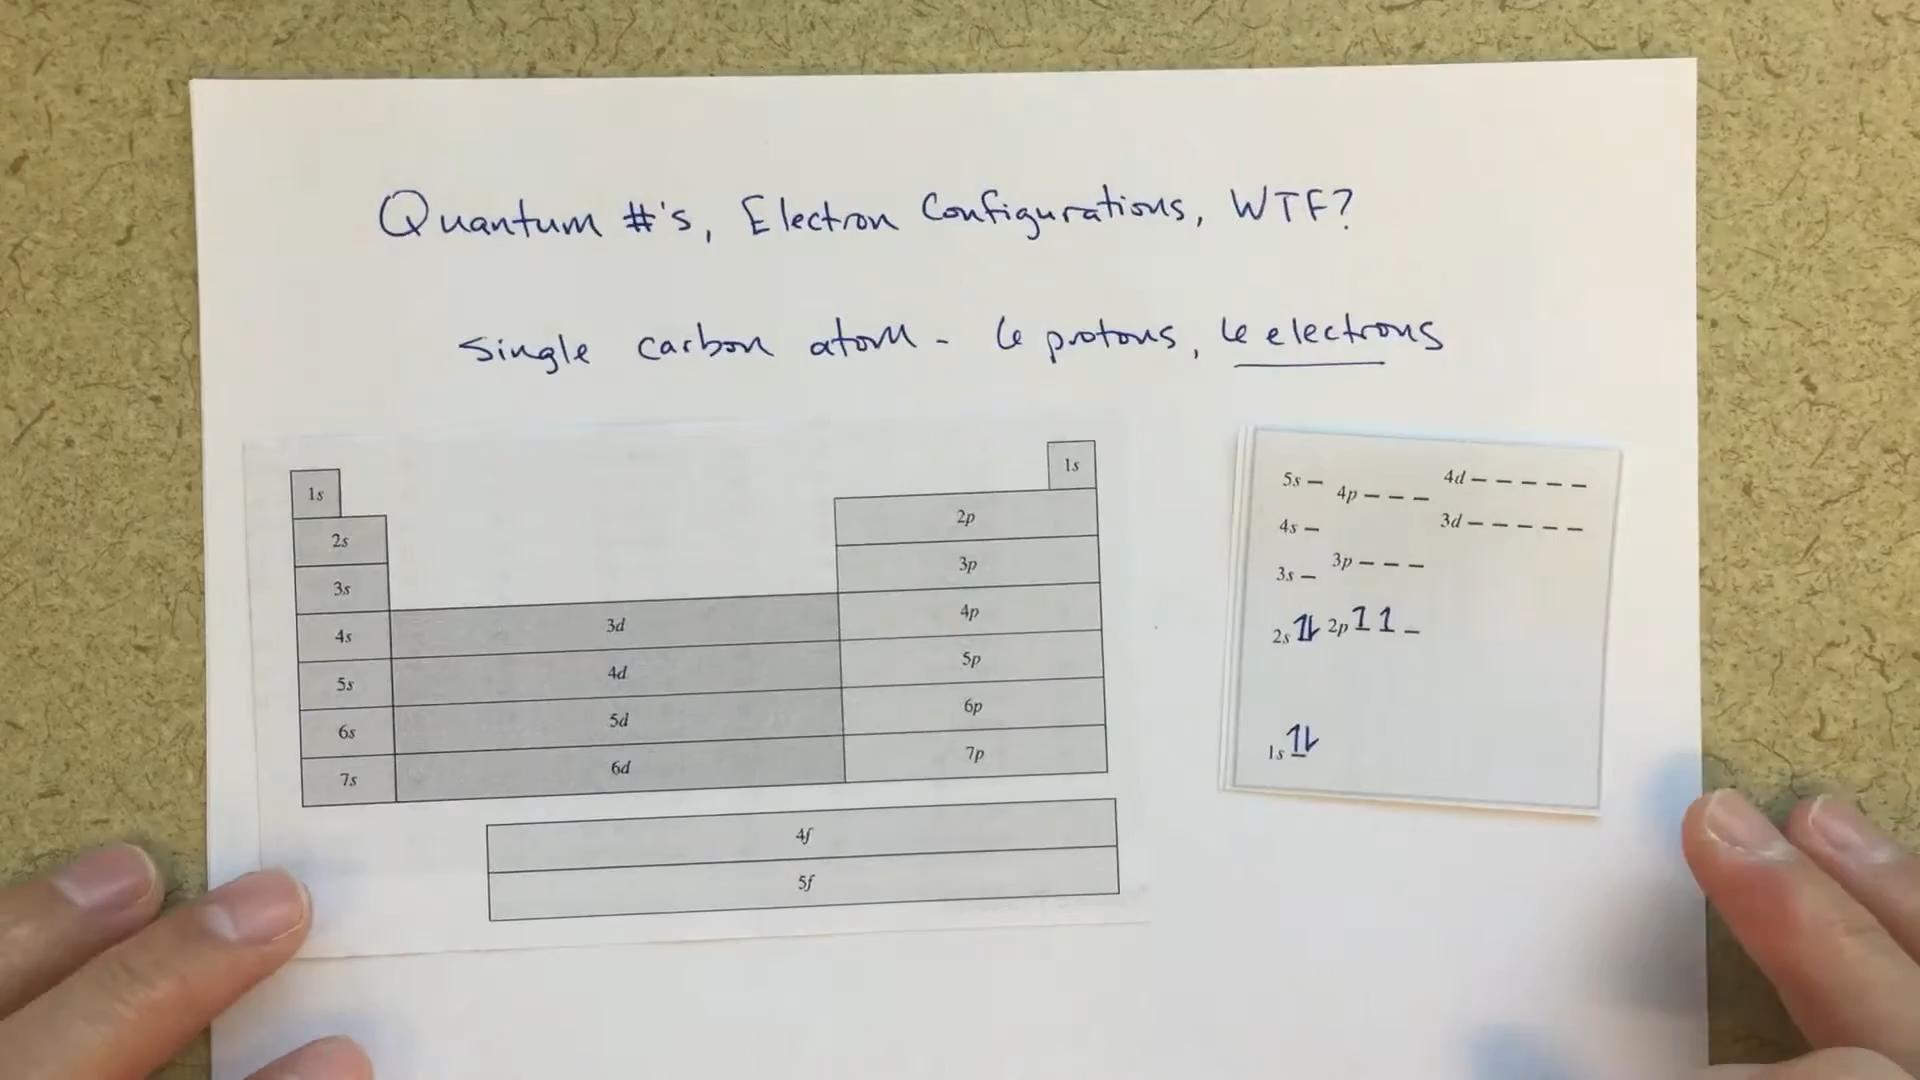 Quantum #'s, Electron Configurations, WTF?
Single carbon atom - 6 protons, 6 electrons
1s
1s
2s
2p
3s
3p
4s
3d
4p
5s
4d
5p
6s
5d
6p
7s
6d
7p
4f
5f
5s
4p
4d
4s
3d
3s
3p
2s
2p
1s